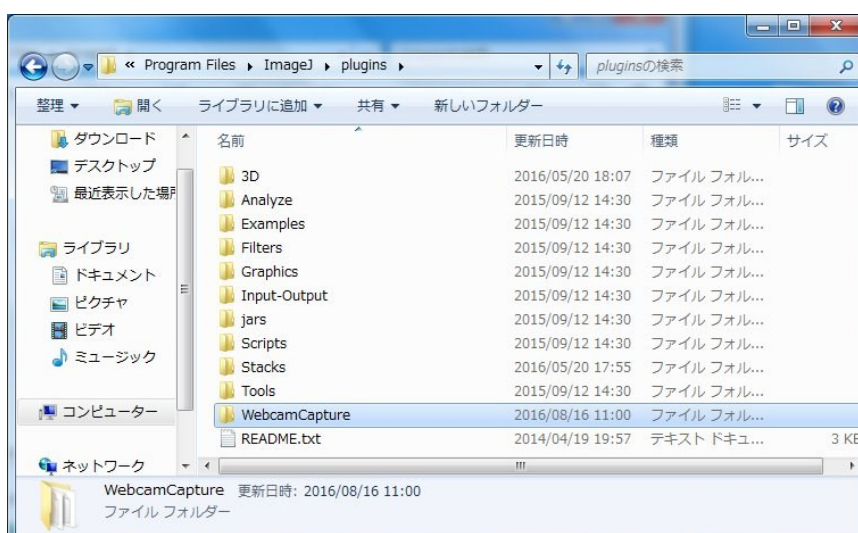 « Program Files ▸ ImageJ ▸ plugins ▸ pluginsの検索
整理 開く ライブラリに追加 共有 新しいフォルダー
ダウンロード
デスクトップ
最近表示した場所
ライブラリ
ドキュメント
ピクチャ
ビデオ
ミュージック
コンピューター
ネットワーク
名前 更新日時 種類 サイズ
3D 2016/05/20 18:07 ファイル フォル...
Analyze 2015/09/12 14:30 ファイル フォル...
Examples 2015/09/12 14:30 ファイル フォル...
Filters 2015/09/12 14:30 ファイル フォル...
Graphics 2015/09/12 14:30 ファイル フォル...
Input-Output 2015/09/12 14:30 ファイル フォル...
jars 2015/09/12 14:30 ファイル フォル...
Scripts 2015/09/12 14:30 ファイル フォル...
Stacks 2016/05/20 17:55 ファイル フォル...
Tools 2015/09/12 14:30 ファイル フォル...
WebcamCapture 2016/08/16 11:00 ファイル フォル...
README.txt 2014/04/19 19:57 テキスト ドキュ... 3 KB
WebcamCapture 更新日時: 2016/08/16 11:00
ファイル フォルダー